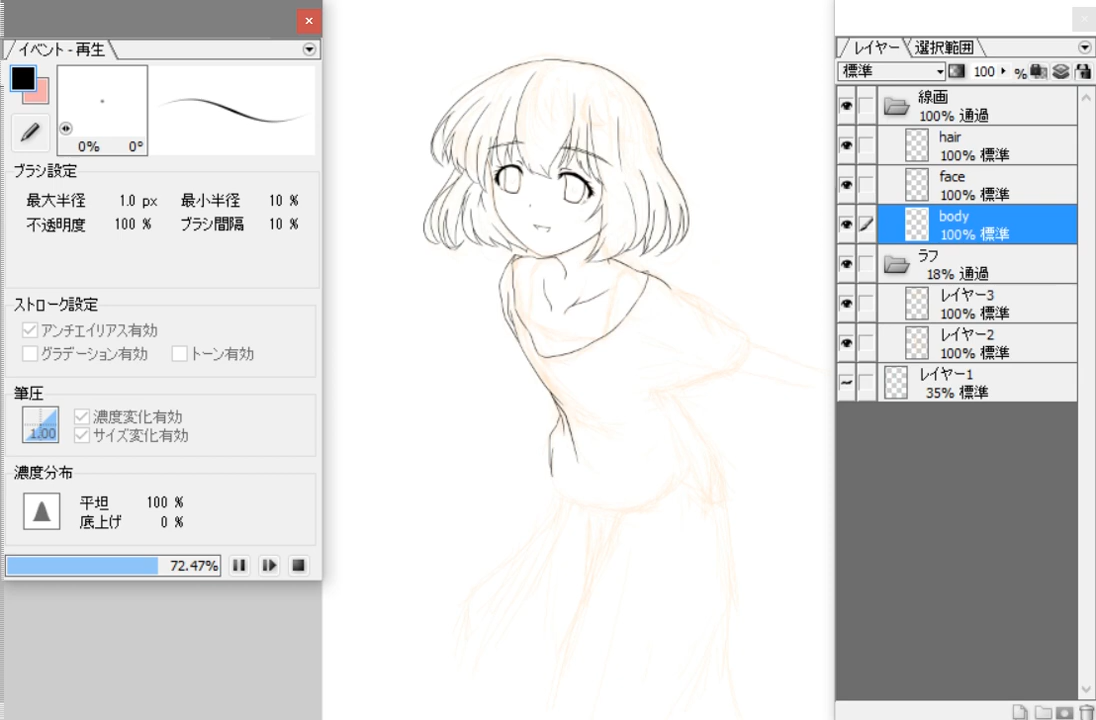 イベント - 再生
0% 0°
ブラシ設定
最大半径 1.0 px 最小半径 10 %
不透明度 100 % ブラシ間隔 10 %
ストローク設定
アンチエイリアス有効
グラデーション有効 トーン有効
筆圧
1.00
濃度変化有効
サイズ変化有効
濃度分布
平坦 100 %
底上げ 0 %
72.47%
レイヤー 選択範囲
標準 100 %
線画
100% 通過
hair
100% 標準
face
100% 標準
body
100% 標準
ラフ
18% 通過
レイヤー3
100% 標準
レイヤー2
100% 標準
レイヤー1
35% 標準